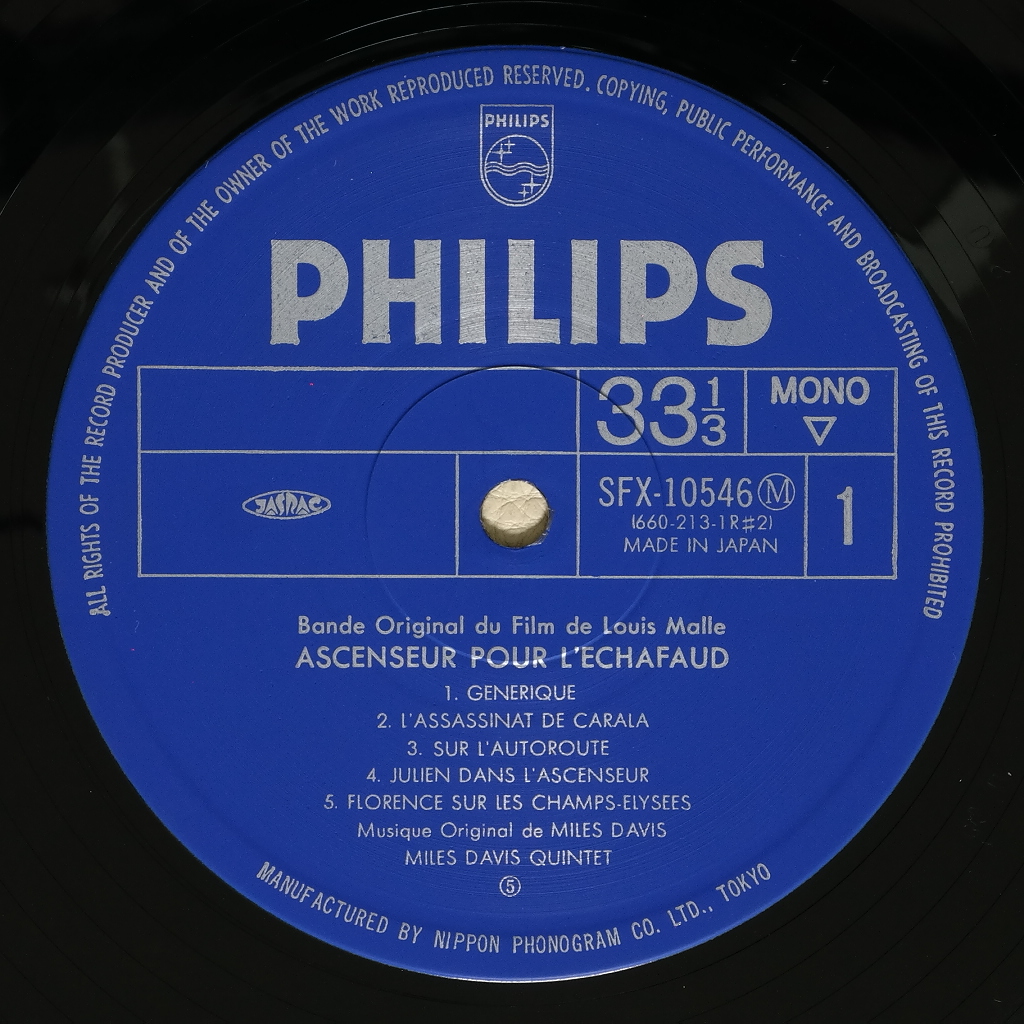 ALL RIGHTS OF THE RECORD PRODUCER AND OF THE OWNER OF THE WORK REPRODUCED RESERVED. COPYING, PUBLIC PERFORMANCE AND BROADCASTING OF THIS RECORD PROHIBITED
PHILIPS
PHILIPS
33 1/3
MONO
▽
JASRAC
SFX-10546 Ⓜ
(660-213-1R#2)
MADE IN JAPAN
1
Bande Original du Film de Louis Malle
ASCENSEUR POUR L'ECHAFAUD
1. GENERIQUE
2. L'ASSASSINAT DE CARALA
3. SUR L'AUTOROUTE
4. JULIEN DANS L'ASCENSEUR
5. FLORENCE SUR LES CHAMPS-ELYSEES
Musique Original de MILES DAVIS
MILES DAVIS QUINTET
⑤
MANUFACTURED BY NIPPON PHONOGRAM CO. LTD., TOKYO